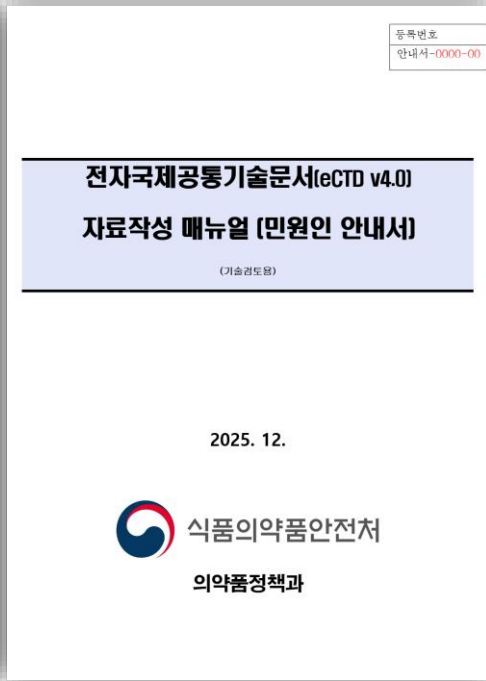 등록번호
안내서-0000-00
전자국제공통기술문서(eCTD v4.0)
자료작성 매뉴얼 (민원인 안내서)
(기술검토용)
2025. 12.
식품의약품안전처
의약품정책과